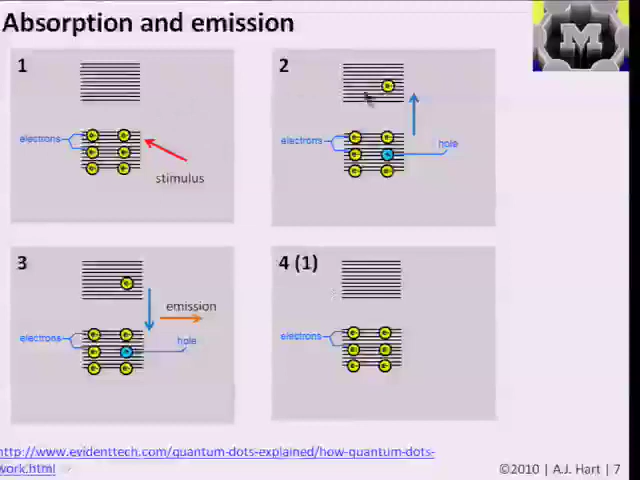 Absorption and emission
M
1
electrons
stimulus
2
electrons
hole
3
emission
electrons
hole
4 (1)
electrons
http://www.evidenttech.com/quantum-dots-explained/how-quantum-dots-
work.html
©2010 | A.J. Hart | 7